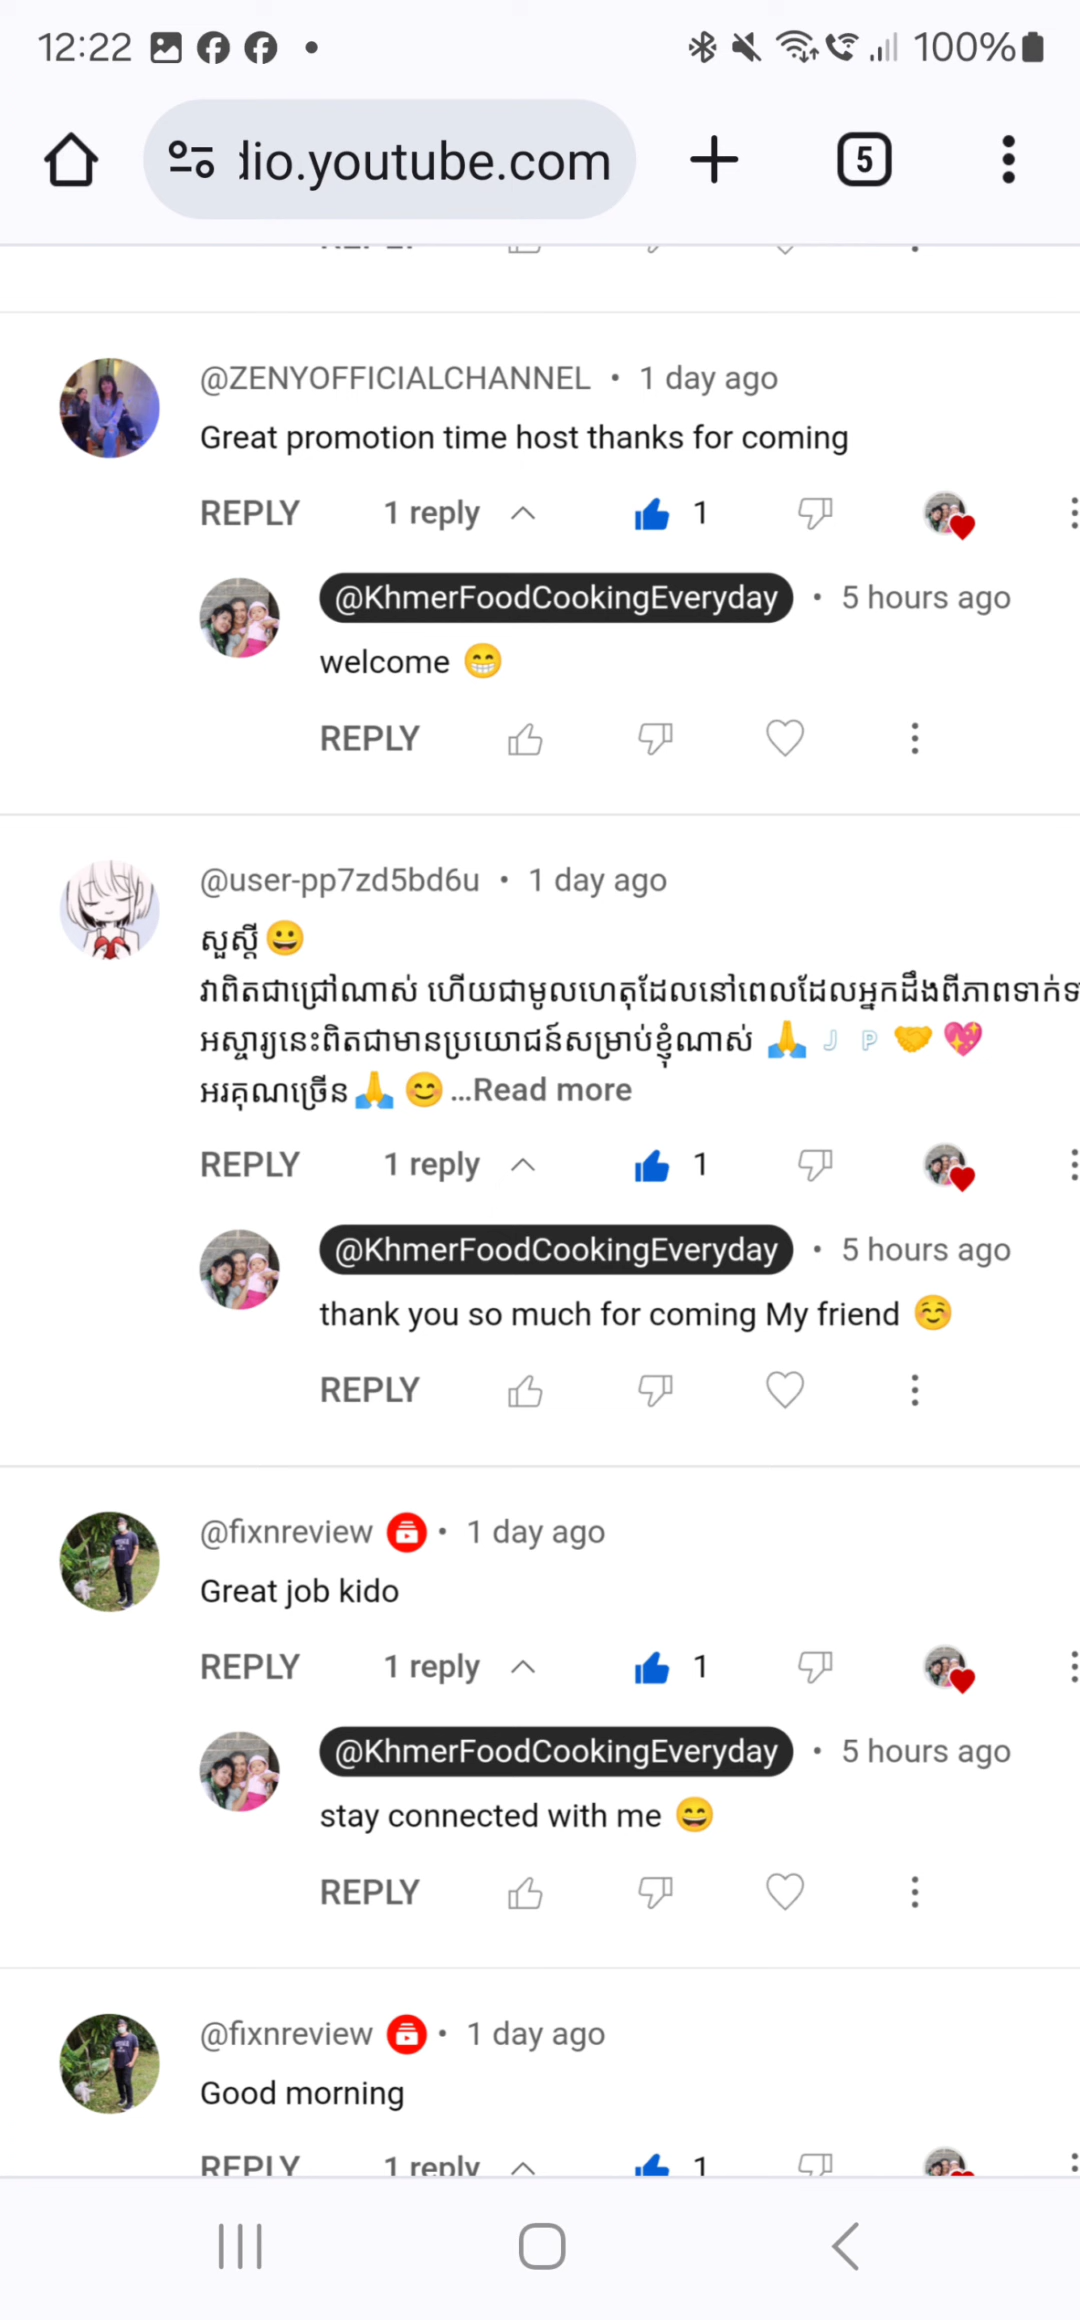 12:22
100%
dio.youtube.com
5
@ZENYOFFICIALCHANNEL • 1 day ago
Great promotion time host thanks for coming
REPLY 1 reply 1
@KhmerFoodCookingEveryday • 5 hours ago
welcome 😁
REPLY
@user-pp7zd5bd6u • 1 day ago
សួស្តី😀
វាពិតជាជ្រៅណាស់ ហើយជាមូលហេតុដែលនៅពេលដែលអ្នកដឹងពីភាពទាក់ទ
អស្ចារ្យនេះពិតជាមានប្រយោជន៍សម្រាប់ខ្ញុំណាស់ 🙏🇯 🇵 🤝 💖
អរគុណច្រើន🙏 😊 ...Read more
REPLY 1 reply 1
@KhmerFoodCookingEveryday • 5 hours ago
thank you so much for coming My friend ☺️
REPLY
@fixnreview • 1 day ago
Great job kido
REPLY 1 reply 1
@KhmerFoodCookingEveryday • 5 hours ago
stay connected with me 😄
REPLY
@fixnreview • 1 day ago
Good morning
REPLY 1 reply 1